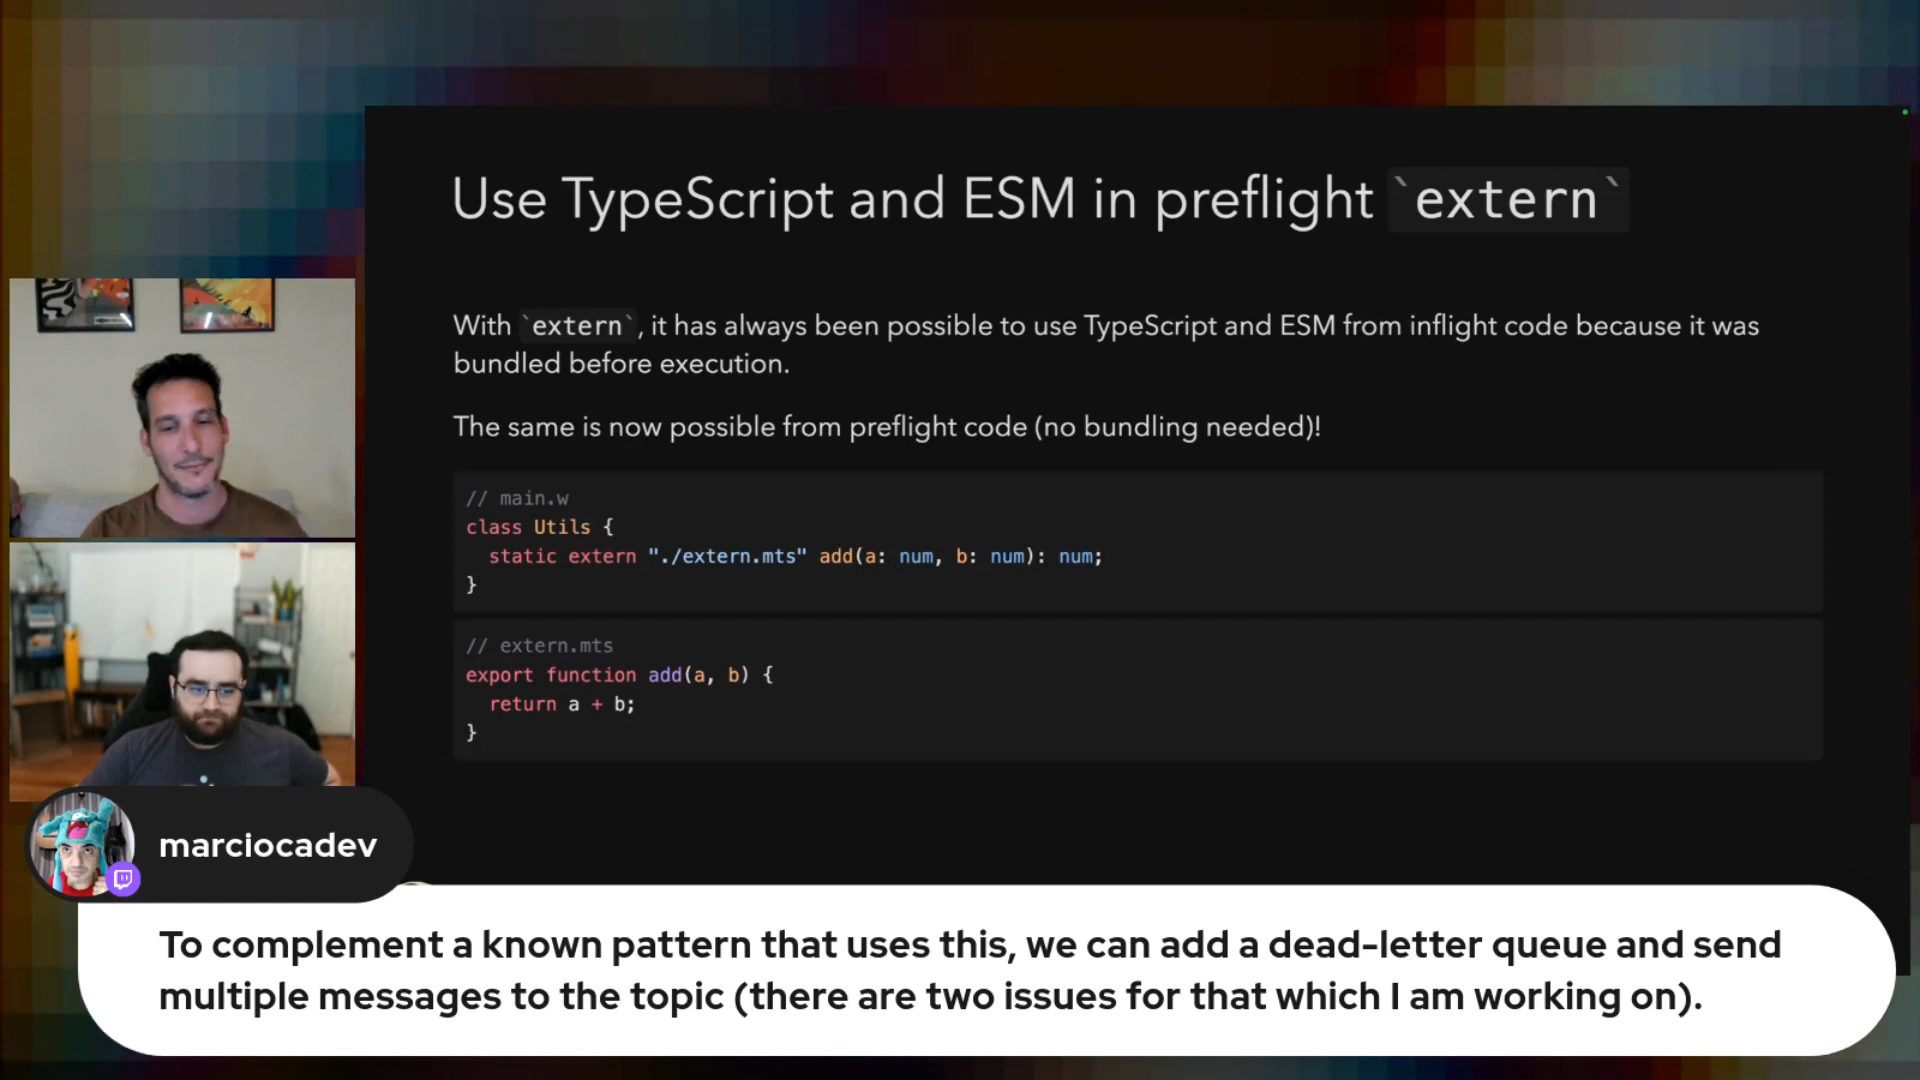 Use TypeScript and ESM in preflight `extern`
With `extern`, it has always been possible to use TypeScript and ESM from inflight code because it was
bundled before execution.
The same is now possible from preflight code (no bundling needed)!
// main.w
class Utils {
  static extern "./extern.mts" add(a: num, b: num): num;
}
// extern.mts
export function add(a, b) {
  return a + b;
}
marciocadev
To complement a known pattern that uses this, we can add a dead-letter queue and send
multiple messages to the topic (there are two issues for that which I am working on).